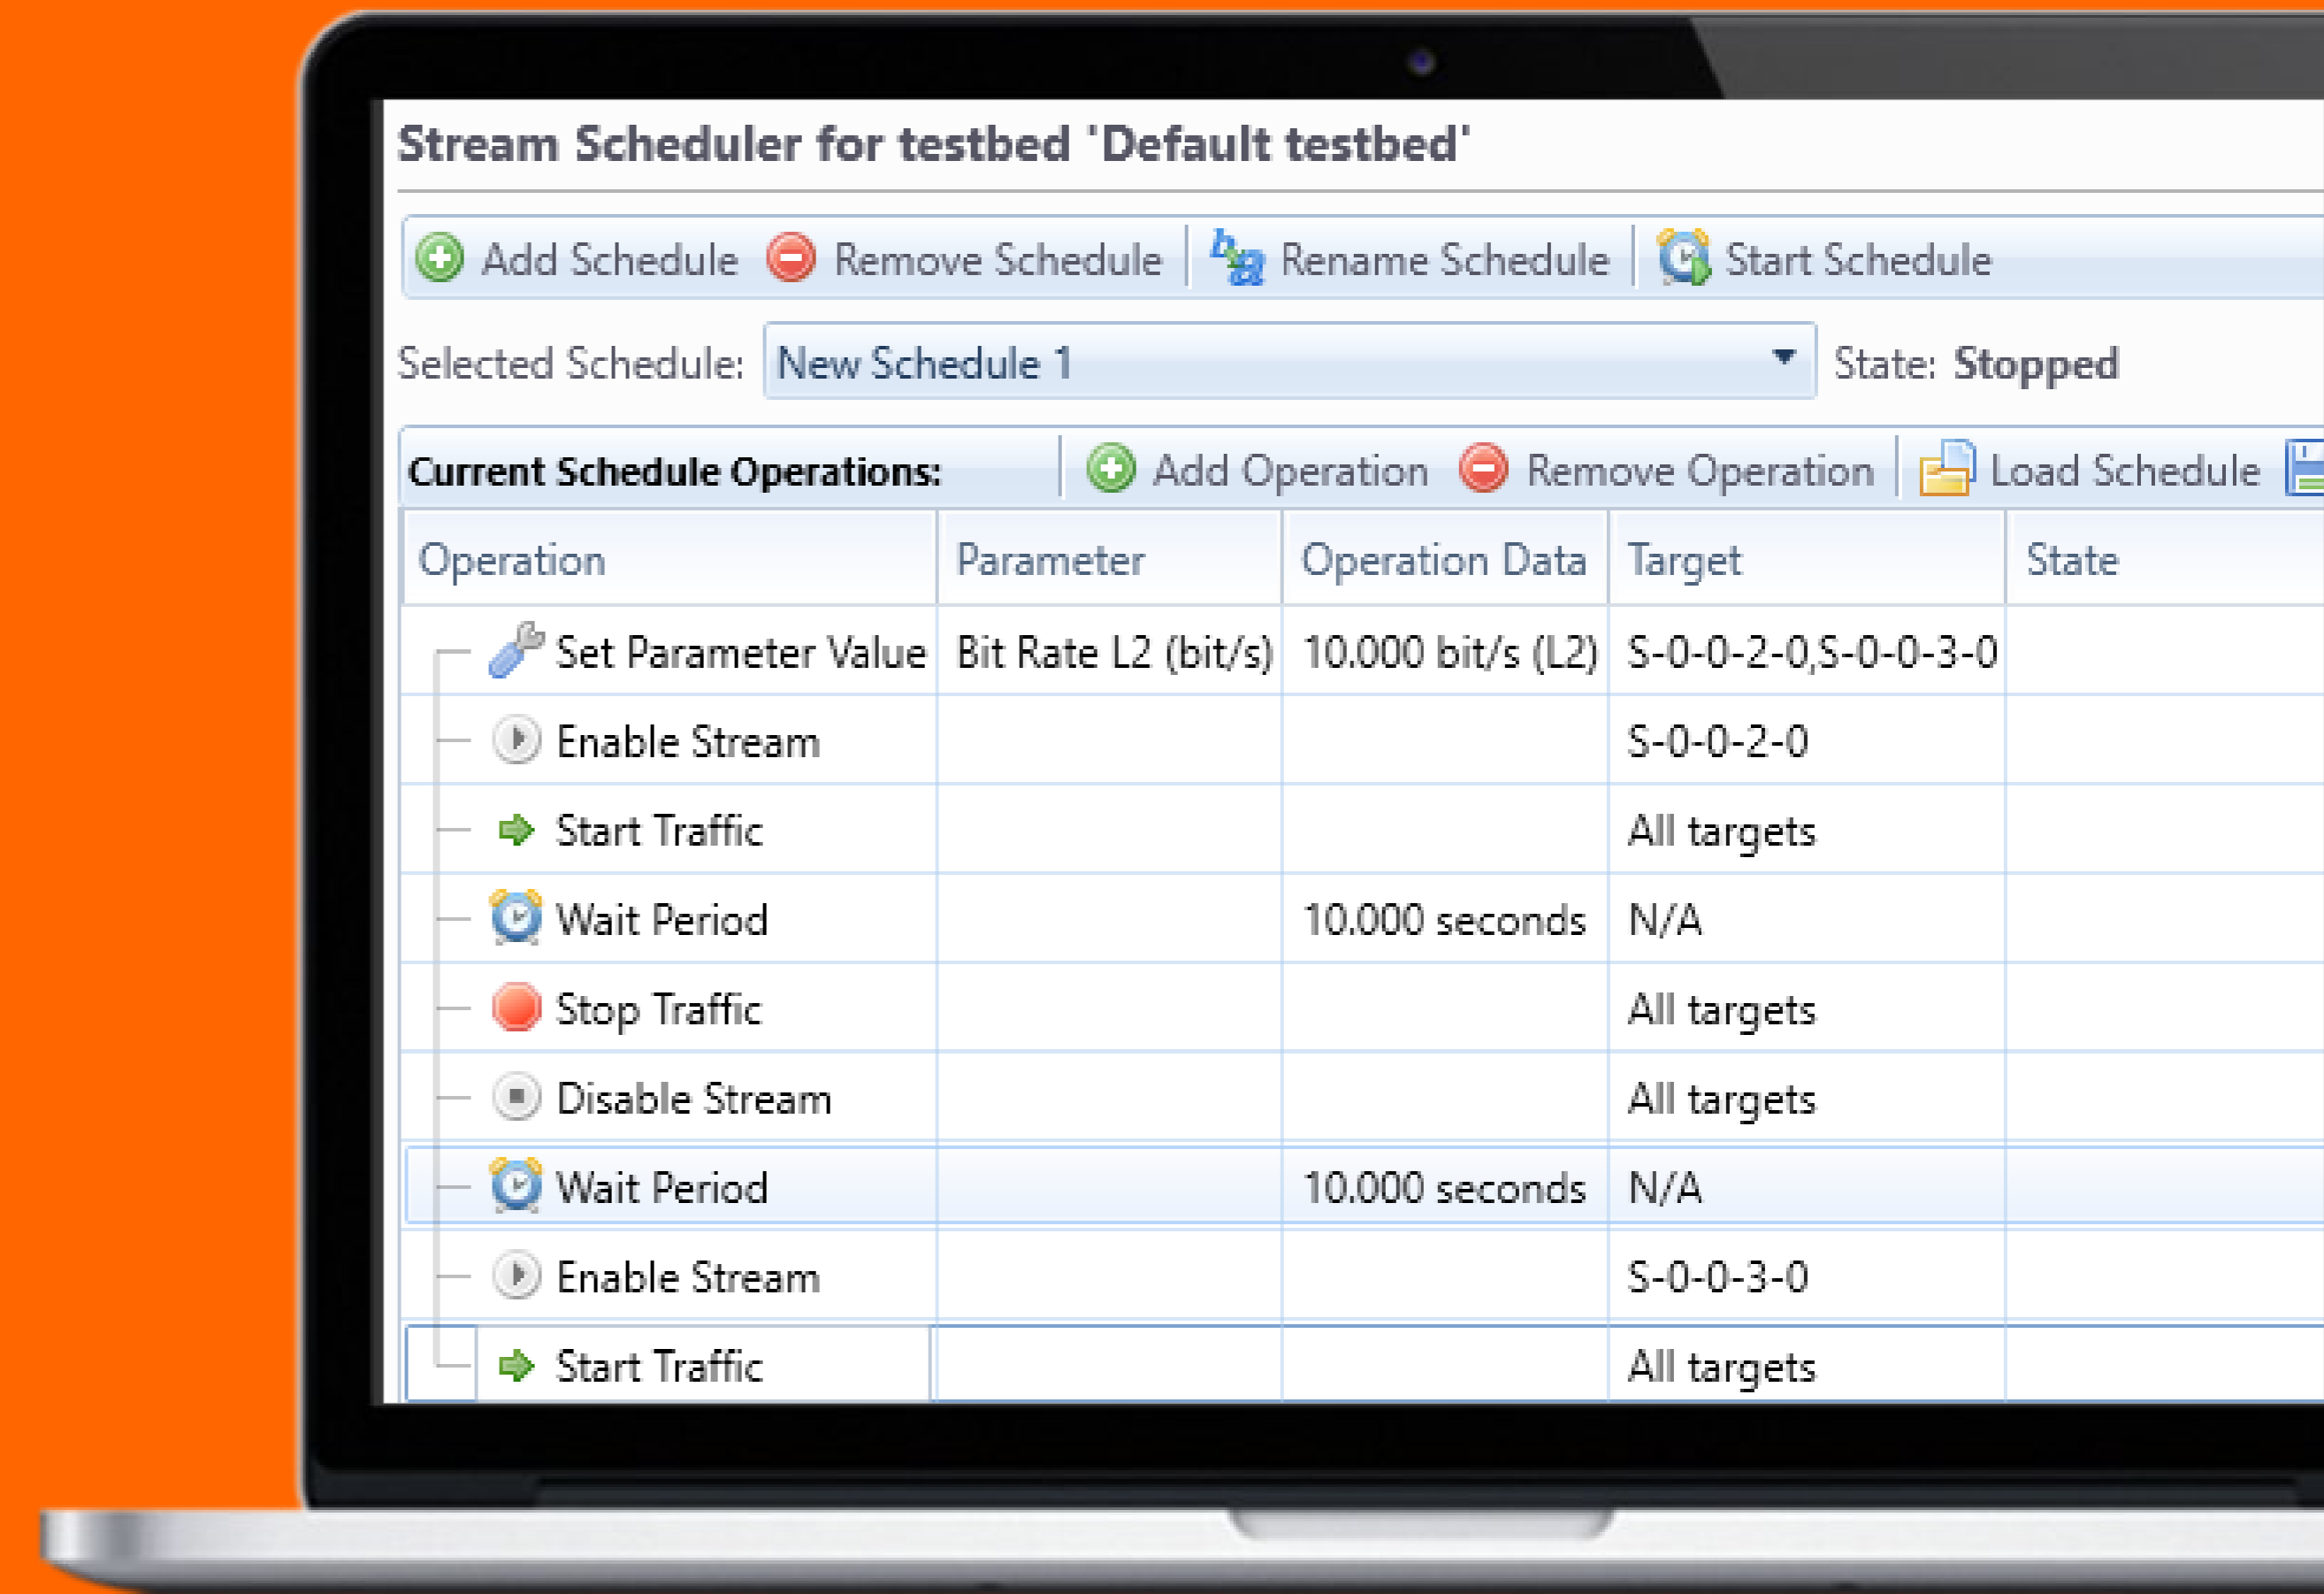 Stream Scheduler for testbed 'Default testbed'
Add Schedule Remove Schedule Rename Schedule Start Schedule
Selected Schedule: New Schedule 1 State: Stopped
Current Schedule Operations: Add Operation Remove Operation Load Schedule
Operation Parameter Operation Data Target State
Set Parameter Value Bit Rate L2 (bit/s) 10.000 bit/s (L2) S-0-0-2-0,S-0-0-3-0
Enable Stream S-0-0-2-0
Start Traffic All targets
Wait Period 10.000 seconds N/A
Stop Traffic All targets
Disable Stream All targets
Wait Period 10.000 seconds N/A
Enable Stream S-0-0-3-0
Start Traffic All targets